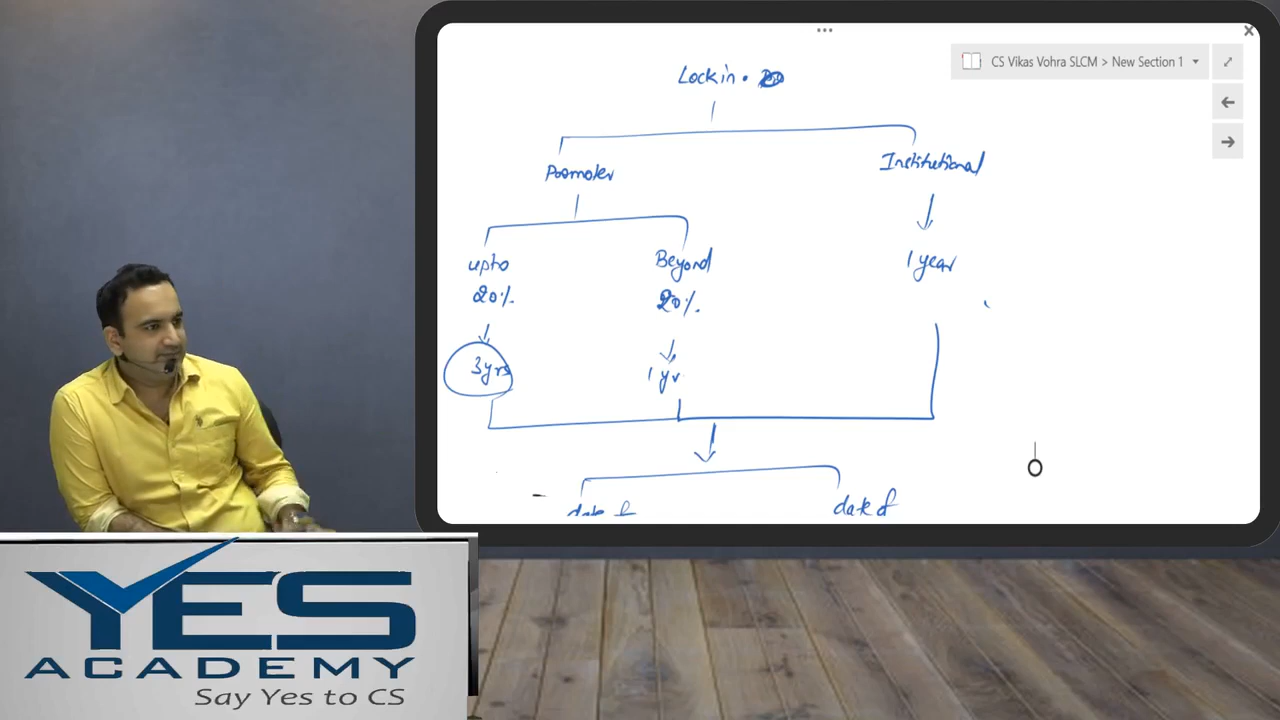 CS Vikas Vohra SLCM > New Section 1
Lockin.
Promoter
Institutional
upto
20%.
Beyond
20%.
1 year
3yrs
1 yr
date of
date of
YES
ACADEMY
Say Yes to CS